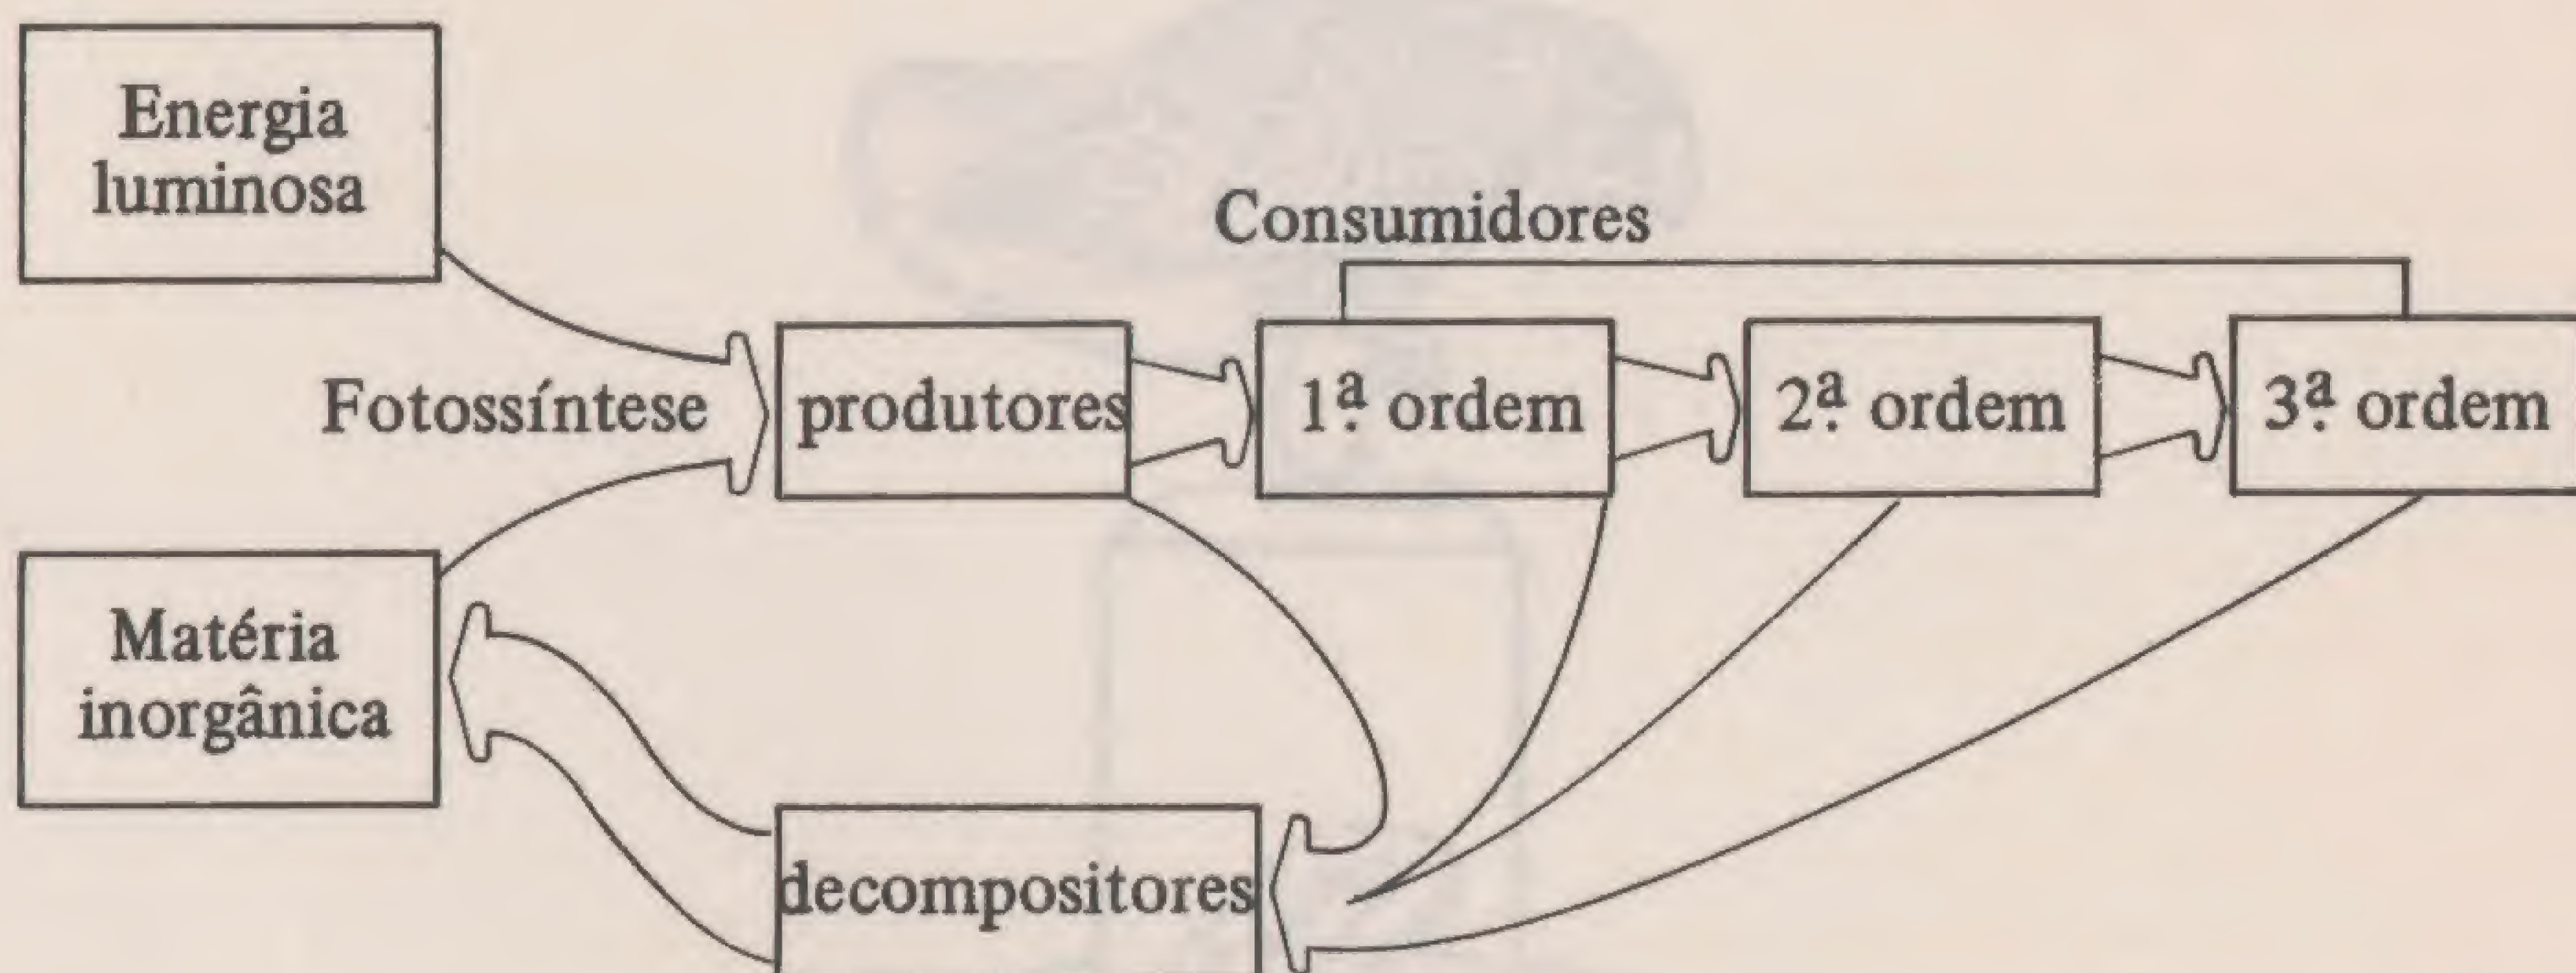 Energia
luminosa
Consumidores
Fotossíntese
produtores
1ª ordem
2ª ordem
3ª ordem
Matéria
inorgânica
decompositores